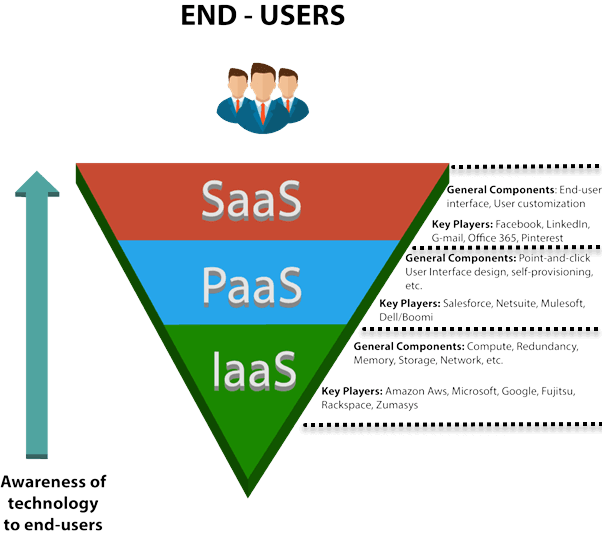 END - USERS
SaaS
General Components: End-user
interface, User customization
Key Players: Facebook, LinkedIn,
G-mail, Office 365, Pinterest
PaaS
General Components: Point-and-click
User Interface design, self-provisioning,
etc.
Key Players: Salesforce, Netsuite, Mulesoft,
Dell/Boomi
IaaS
General Components: Compute, Redundancy,
Memory, Storage, Network, etc.
Key Players: Amazon Aws, Microsoft, Google, Fujitsu,
Rackspace, Zumasys
Awareness of
technology
to end-users